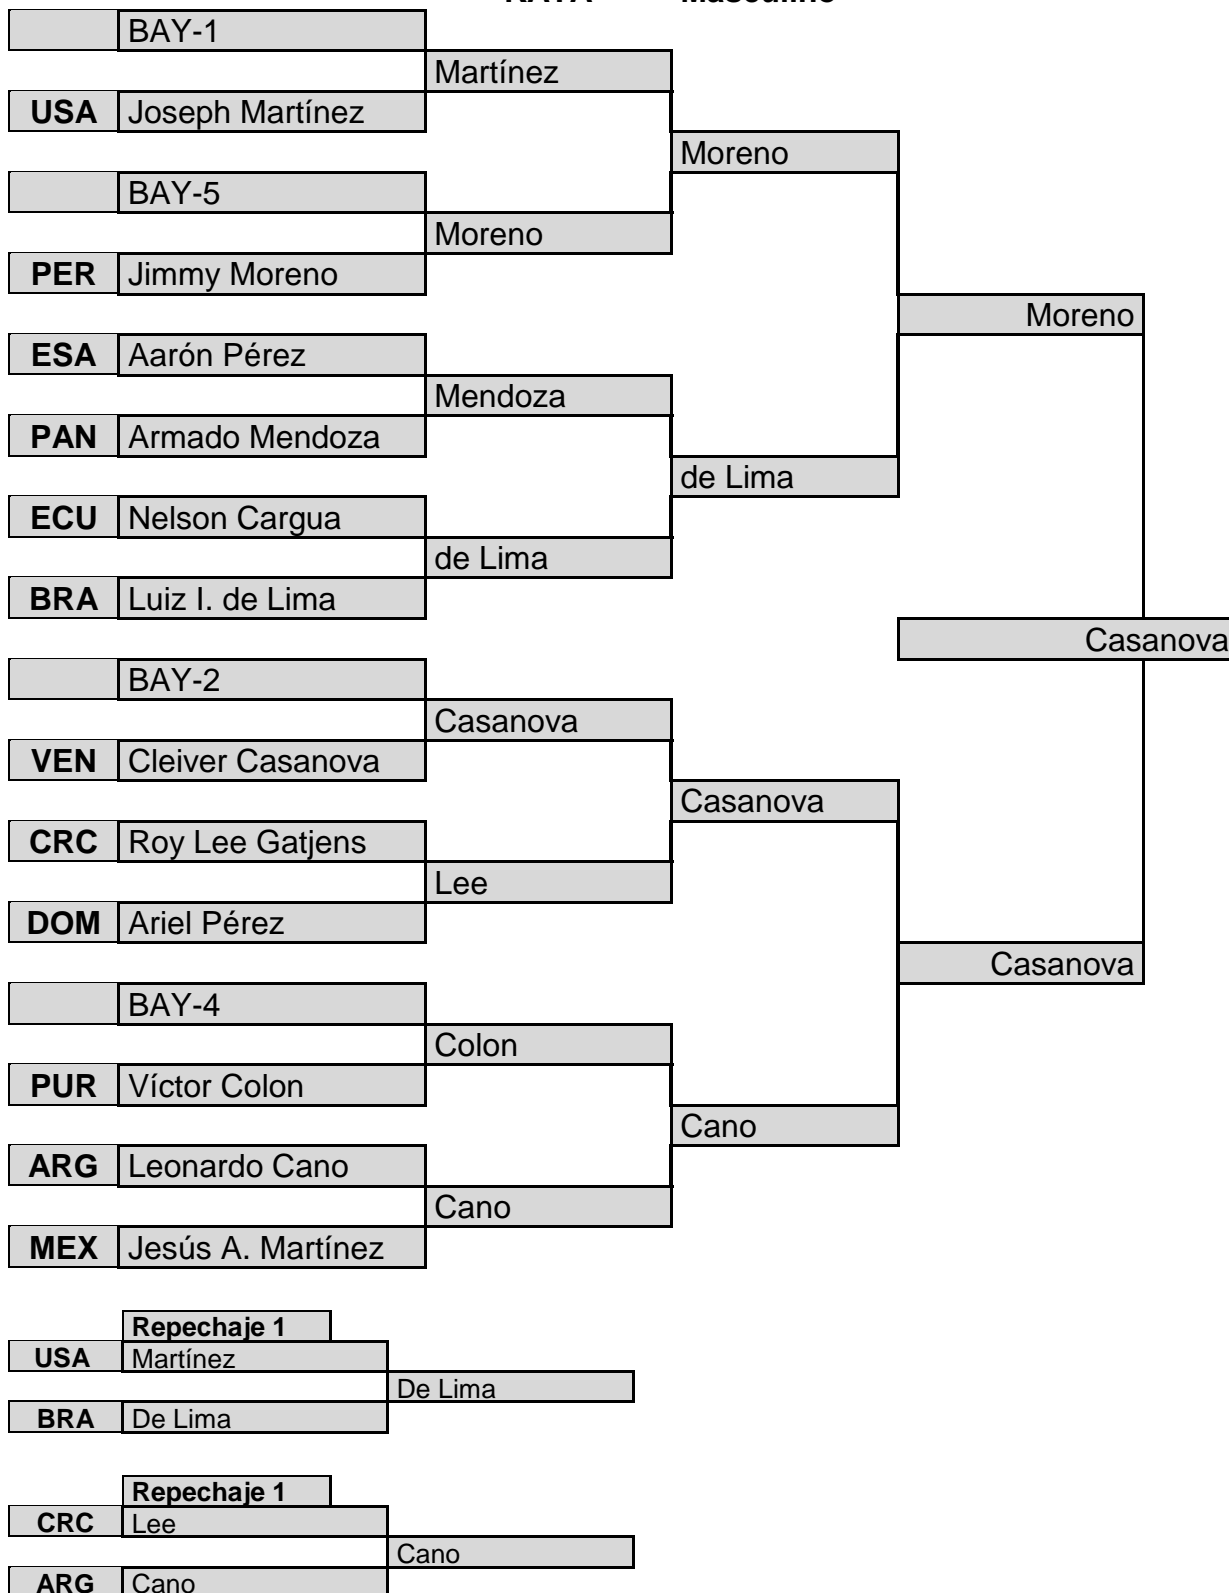 KATA Masculino
BAY-1
Martínez
USA Joseph Martínez
Moreno
BAY-5
Moreno
PER Jimmy Moreno
Moreno
ESA Aarón Pérez
Mendoza
PAN Armado Mendoza
de Lima
ECU Nelson Cargua
de Lima
BRA Luiz I. de Lima
Casanova
BAY-2
Casanova
VEN Cleiver Casanova
Casanova
CRC Roy Lee Gatjens
Lee
DOM Ariel Pérez
Casanova
BAY-4
Colon
PUR Víctor Colon
Cano
ARG Leonardo Cano
Cano
MEX Jesús A. Martínez
Repechaje 1
USA Martínez
De Lima
BRA De Lima
Repechaje 1
CRC Lee
Cano
ARG Cano